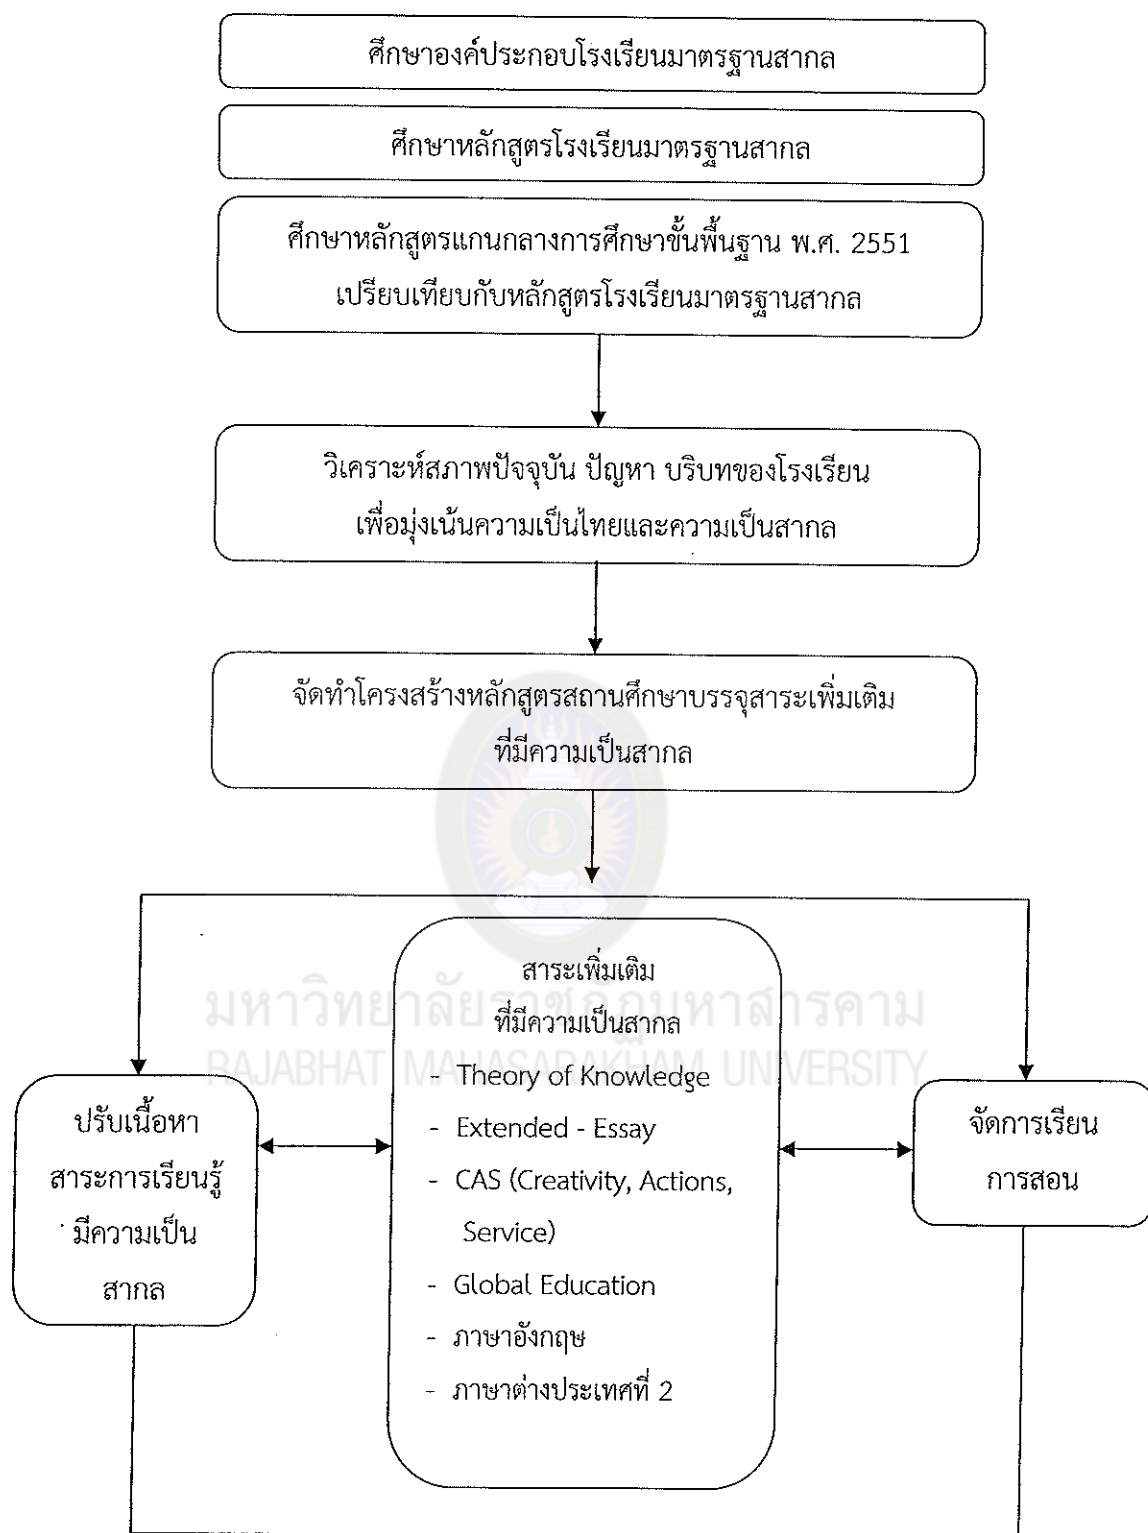 ศึกษาองค์ประกอบโรงเรียนมาตรฐานสากล
ศึกษาหลักสูตรโรงเรียนมาตรฐานสากล
ศึกษาหลักสูตรแกนกลางการศึกษาขั้นพื้นฐาน พ.ศ. 2551
เปรียบเทียบกับหลักสูตรโรงเรียนมาตรฐานสากล
วิเคราะห์สภาพปัจจุบัน ปัญหา บริบทของโรงเรียน
เพื่อมุ่งเน้นความเป็นไทยและความเป็นสากล
จัดทำโครงสร้างหลักสูตรสถานศึกษาบรรจุสาระเพิ่มเติม
ที่มีความเป็นสากล
มหาวิทยาลัยราชภัฏมหาสารคาม
RAJABHAT MAHASARAKHAM UNIVERSITY
ปรับเนื้อหา
สาระการเรียนรู้
มีความเป็น
สากล
สาระเพิ่มเติม
ที่มีความเป็นสากล
- Theory of Knowledge
- Extended - Essay
- CAS (Creativity, Actions,
Service)
- Global Education
- ภาษาอังกฤษ
- ภาษาต่างประเทศที่ 2
จัดการเรียน
การสอน